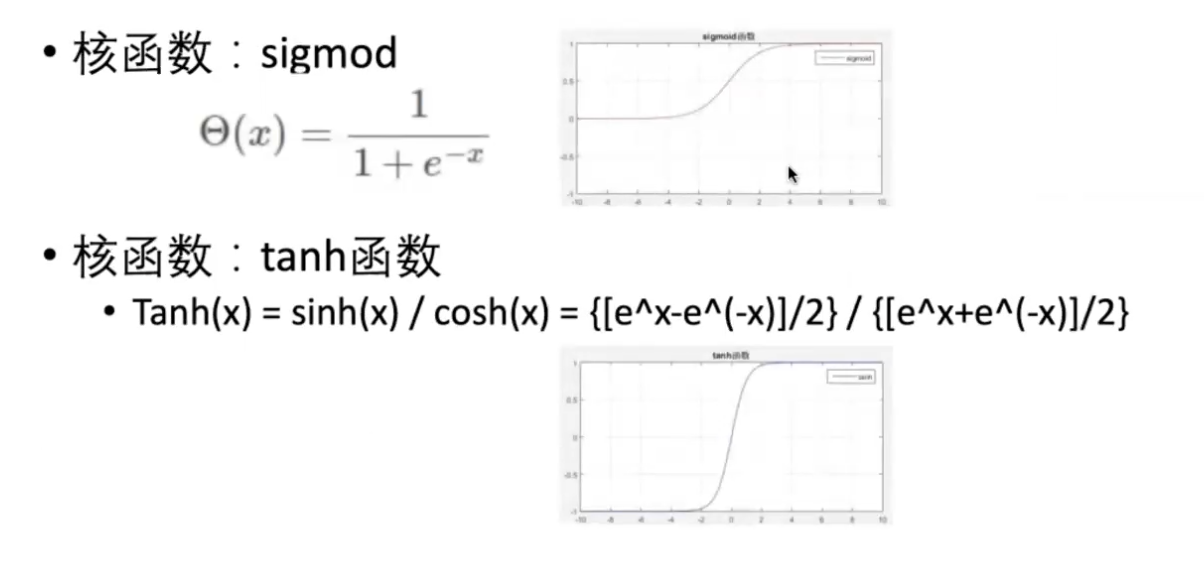 • 核函数：sigmod
Θ(x) = 1 / (1 + e^{-x})
sigmoid函数
sigmoid
1
0.5
0
-0.5
-1
-10 -8 -6 -4 -2 0 2 4 6 8 10
• 核函数：tanh函数
• Tanh(x) = sinh(x) / cosh(x) = {[e^x-e^(-x)]/2} / {[e^x+e^(-x)]/2}
tanh函数
tanh
1
0.5
0
-0.5
-1
-10 -8 -6 -4 -2 0 2 4 6 8 10